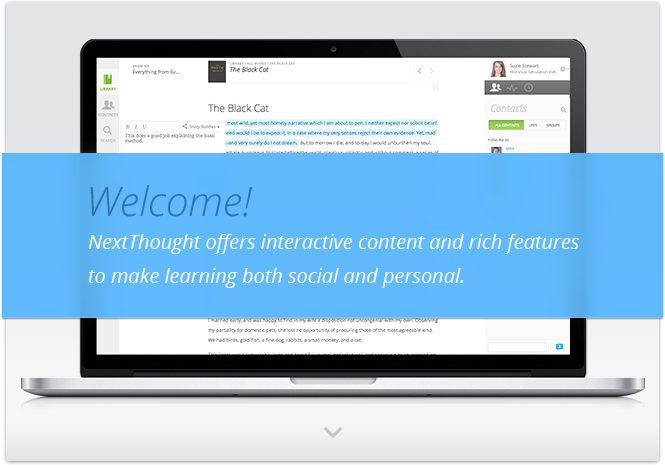 SHOW ME
Everything from Ev...
LIBRARY / ALL BOOKS / THE BLACK CAT
The Black Cat
Suzie Stewart
LIBRARY
CONTACTS
SEARCH
The Black Cat
most wild, yet most homely narrative which I am about to pen, I neither expect nor solicit belief.
B I U
Study Buddies
need would I be to expect it, in a case where my very senses reject their own evidence. Yet, mad
This does a good job explaining the basic
method.
and very surely do I not dream. But to-morrow I die, and to-day I would unburthen my soul.
Contacts
ALL CONTACTS
LISTS
GROUPS
Welcome!
NextThought offers interactive content and rich features
to make learning both social and personal.
I married early, and was happy to find in my wife a disposition not uncongenial with my own. Observing
my partiality for domestic pets, she lost no opportunity of procuring those of the most agreeable kind.
We had birds, gold-fish, a fine dog, rabbits, a small monkey, and a cat.